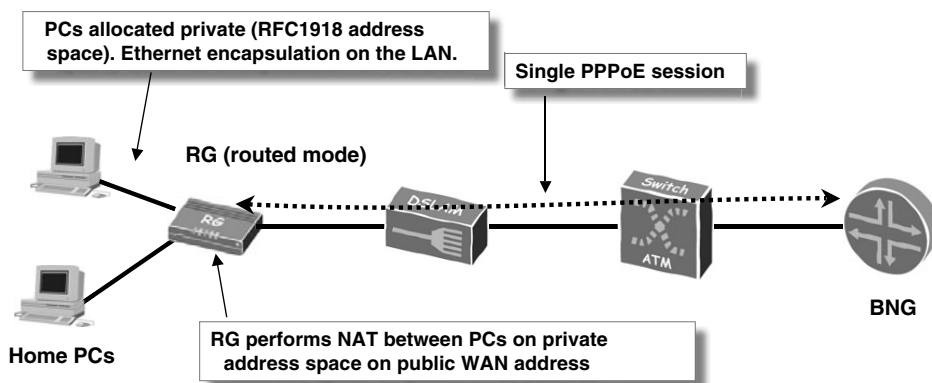 PCs allocated private (RFC1918 address
space). Ethernet encapsulation on the LAN.
Single PPPoE session
RG (routed mode)
RG
DSLAM
Switch
ATM
BNG
Home PCs
RG performs NAT between PCs on private
address space on public WAN address